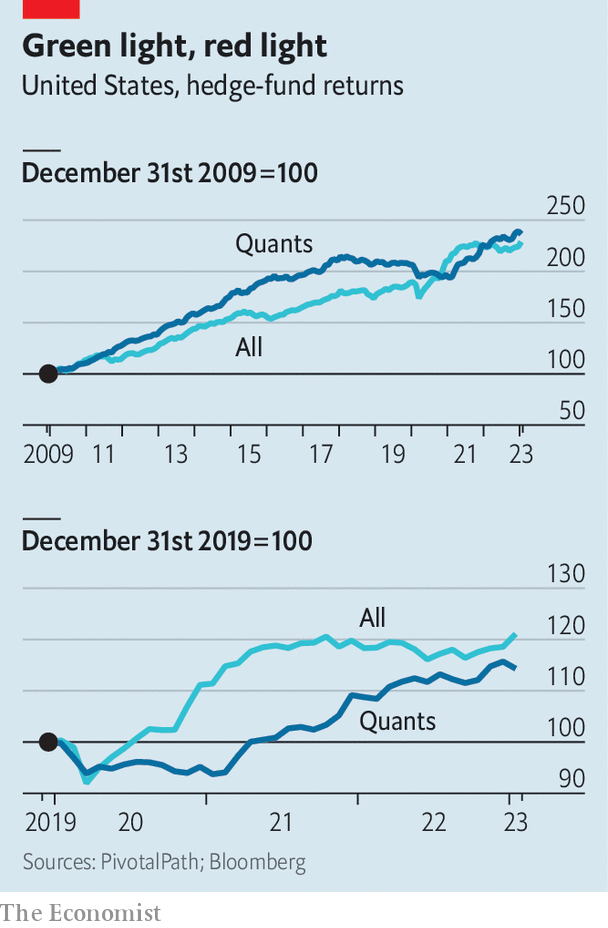 Green light, red light
United States, hedge-fund returns
December 31st 2009=100
250
Quants
200
150
All
100
50
2009 11 13 15 17 19 21 23
December 31st 2019=100
130
All
120
110
Quants
100
90
2019 20 21 22 23
Sources: PivotalPath; Bloomberg
The Economist